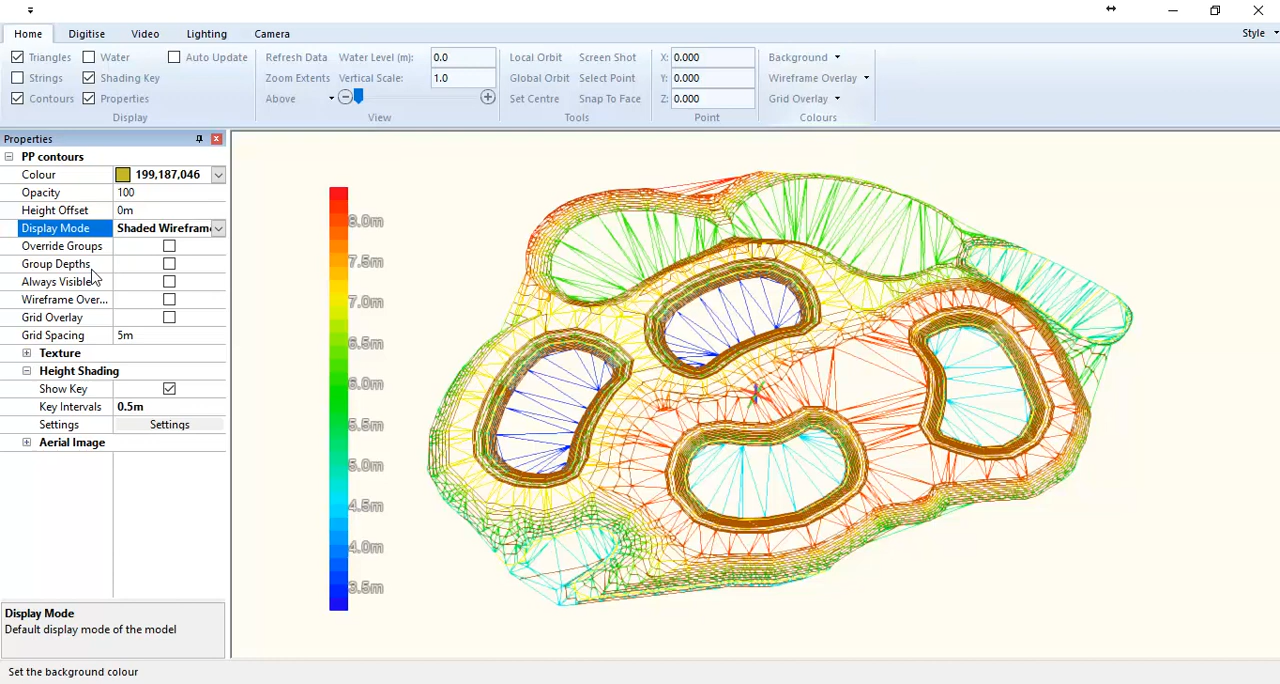 Home Digitise Video Lighting Camera Style
Triangles Water Auto Update Refresh Data Water Level (m): 0.0 Local Orbit Screen Shot X: 0.000 Background
Strings Shading Key Zoom Extents Vertical Scale: 1.0 Global Orbit Select Point Y: 0.000 Wireframe Overlay
Contours Properties Above Set Centre Snap To Face Z: 0.000 Grid Overlay
Display View Tools Point Colours
Properties
PP contours
Colour 199,187,046
Opacity 100
Height Offset 0m
Display Mode Shaded Wirefram
Override Groups
Group Depths
Always Visible
Wireframe Over...
Grid Overlay
Grid Spacing 5m
Texture
Height Shading
Show Key
Key Intervals 0.5m
Settings Settings
Aerial Image
Display Mode
Default display mode of the model
Set the background colour
8.0m
7.5m
7.0m
6.5m
6.0m
5.5m
5.0m
4.5m
4.0m
3.5m